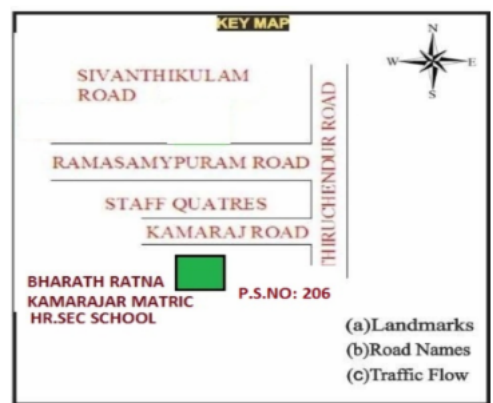 KEY MAP
N
W
E
S
SIVANTHIKULAM
ROAD
THIRUCHENDUR ROAD
RAMASAMYPURAM ROAD
STAFF QUATRES
KAMARAJ ROAD
BHARATH RATNA
KAMARAJAR MATRIC
HR.SEC SCHOOL
P.S.NO: 206
(a)Landmarks
(b)Road Names
(c)Traffic Flow